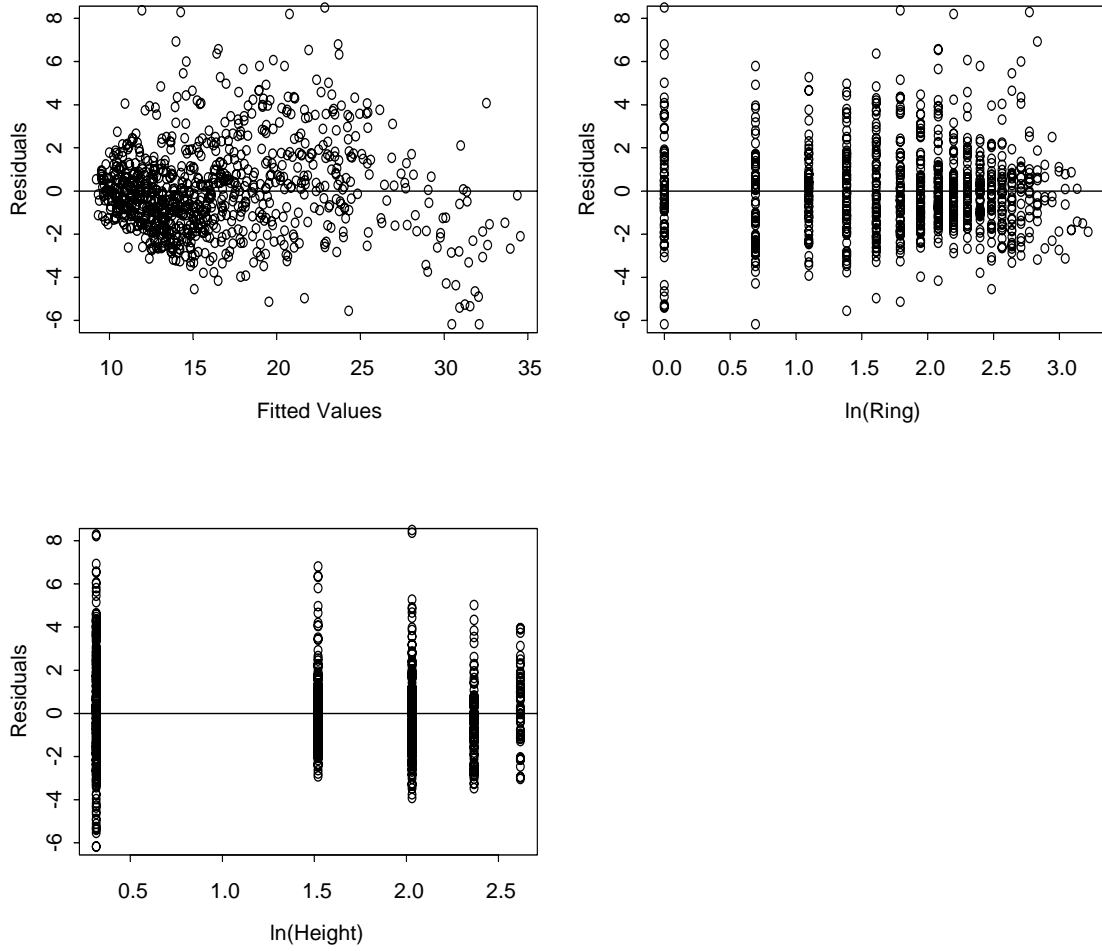 Residuals
-6 -4 -2 0 2 4 6 8
10 15 20 25 30 35
Fitted Values
Residuals
-6 -4 -2 0 2 4 6 8
0.0 0.5 1.0 1.5 2.0 2.5 3.0
ln(Ring)
Residuals
-6 -4 -2 0 2 4 6 8
0.5 1.0 1.5 2.0 2.5
ln(Height)